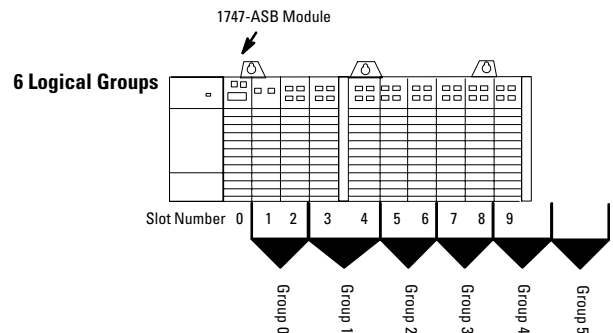 1747-ASB Module
6 Logical Groups
Slot Number 0 1 2 3 4 5 6 7 8 9
Group 0
Group 1
Group 2
Group 3
Group 4
Group 5